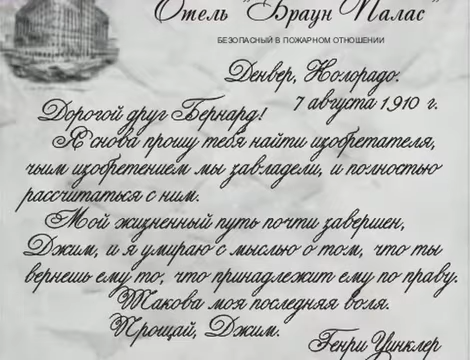 Отель "Браун Палас"
БЕЗОПАСНЫЙ В ПОЖАРНОМ ОТНОШЕНИИ
Денвер, Колорадо.
7 августа 1910 г.
Дорогой друг Бернард!
Я снова прошу тебя найти изобретателя,
чьим изобретением мы завладели, и полностью
рассчитаться с ним.
Мой жизненный путь почти завершен,
Джим, и я умираю с мыслью о том, что ты
вернешь ему то, что принадлежит ему по праву.
Такова моя последняя воля.
Прощай, Джим.
Генри Уинклер